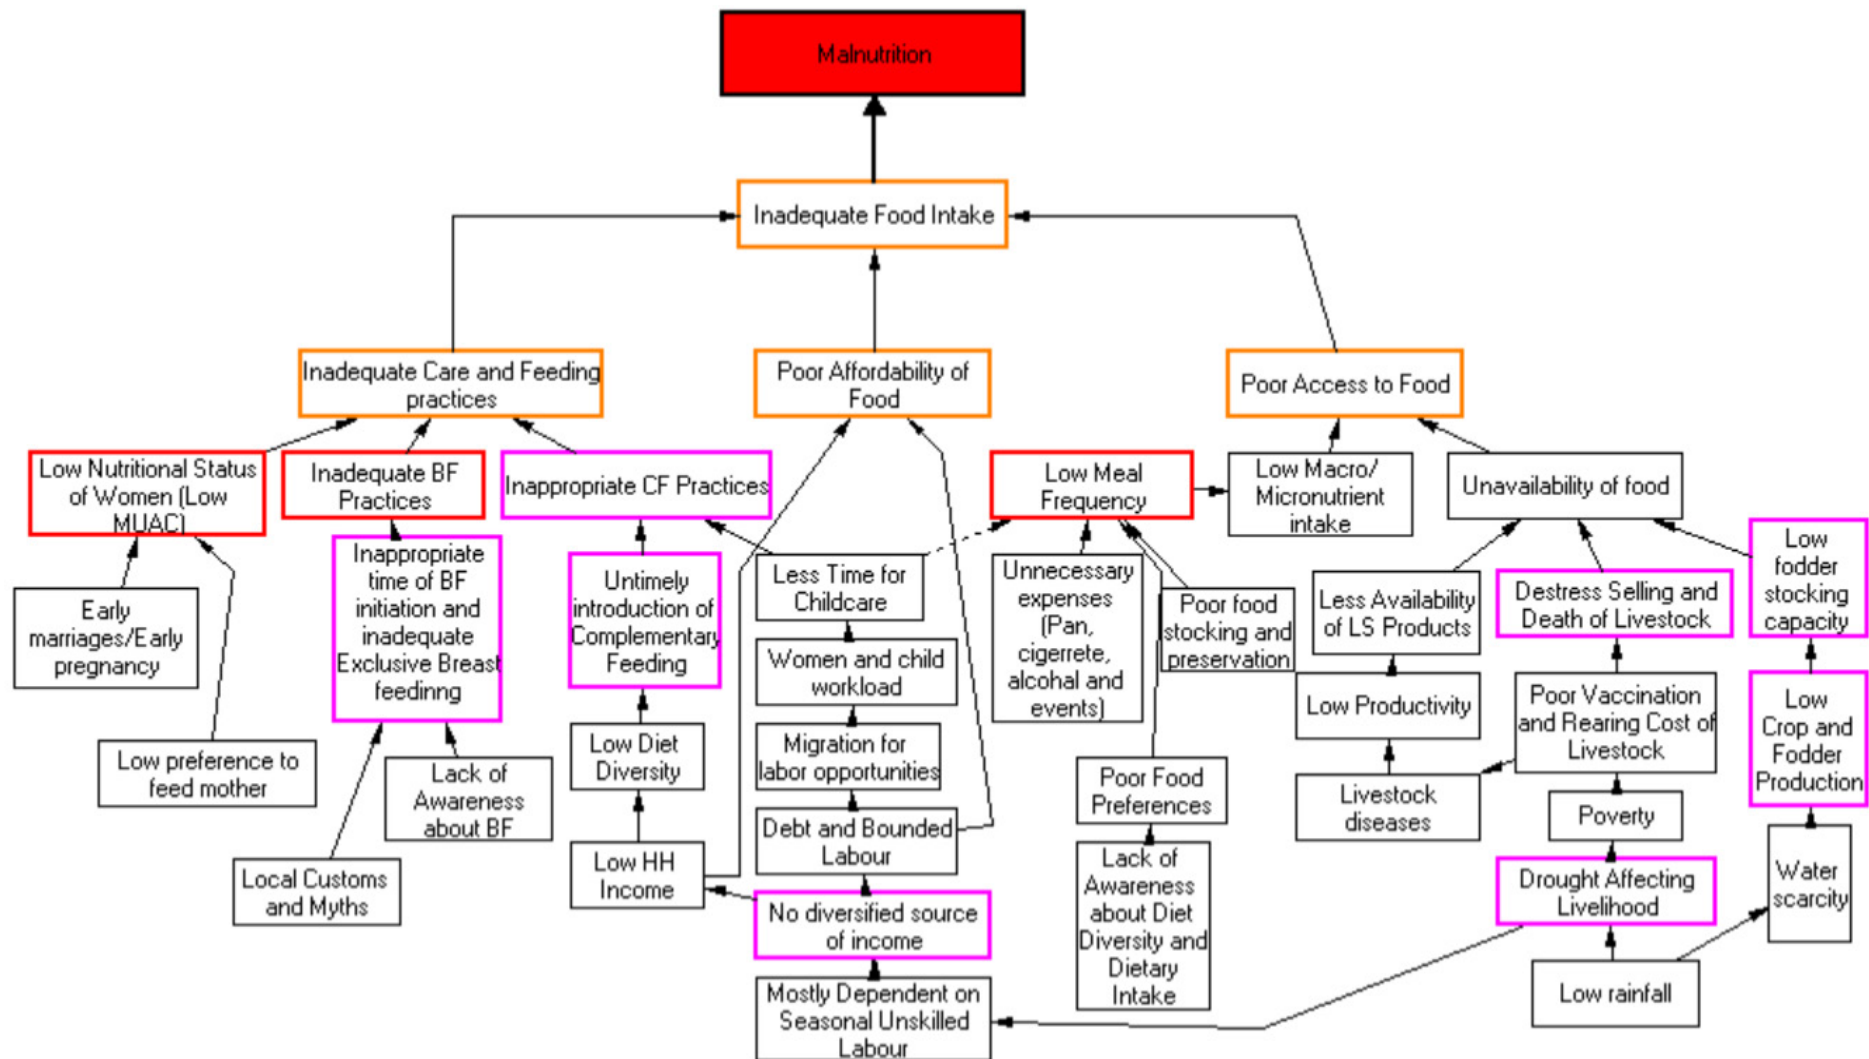 Malnutrition
Inadequate Food Intake
Inadequate Care and Feeding
practices
Poor Affordability of
Food
Poor Access to Food
Low Nutritional Status
of Women (Low
MUAC)
Inadequate BF
Practices
Inappropriate CF Practices
Low Meal
Frequency
Low Macro/
Micronutrient
intake
Unavailability of food
Early
marriages/Early
pregnancy
Inappropriate
time of BF
initiation and
inadequate
Exclusive Breast
feedinng
Untimely
introduction of
Complementary
Feeding
Less Time for
Childcare
Unnecessary
expenses
(Pan,
cigerrete,
alcohal and
events)
Poor food
stocking and
preservation
Less Availability
of LS Products
Destress Selling and
Death of Livestock
Low
fodder
stocking
capacity
Women and child
workload
Low Productivity
Poor Vaccination
and Rearing Cost of
Livestock
Low
Crop and
Fodder
Production
Low preference to
feed mother
Lack of
Awareness
about BF
Low Diet
Diversity
Migration for
labor opportunities
Poor Food
Preferences
Livestock
diseases
Poverty
Local Customs
and Myths
Low HH
Income
Debt and Bounded
Labour
Lack of
Awareness
about Diet
Diversity and
Dietary
Intake
Drought Affecting
Livelihood
Water
scarcity
No diversified source
of income
Mostly Dependent on
Seasonal Unskilled
Labour
Low rainfall